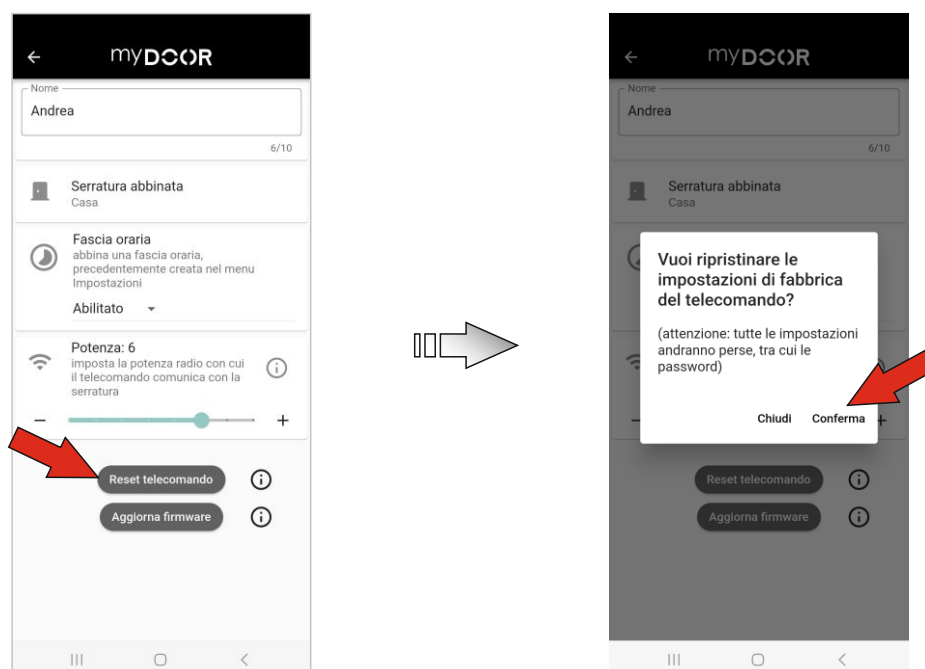 myDOOR
Nome
Andrea
6/10
Serratura abbinata
Casa
Fascia oraria
abbina una fascia oraria,
precedentemente creata nel menu
Impostazioni
Abilitato
Potenza: 6
imposta la potenza radio con cui
il telecomando comunica con la
serratura
Reset telecomando
Aggiorna firmware
myDOOR
Nome
Andrea
6/10
Serratura abbinata
Casa
Vuoi ripristinare le
impostazioni di fabbrica
del telecomando?
(attenzione: tutte le impostazioni
andranno perse, tra cui le
password)
Chiudi Conferma
Reset telecomando
Aggiorna firmware